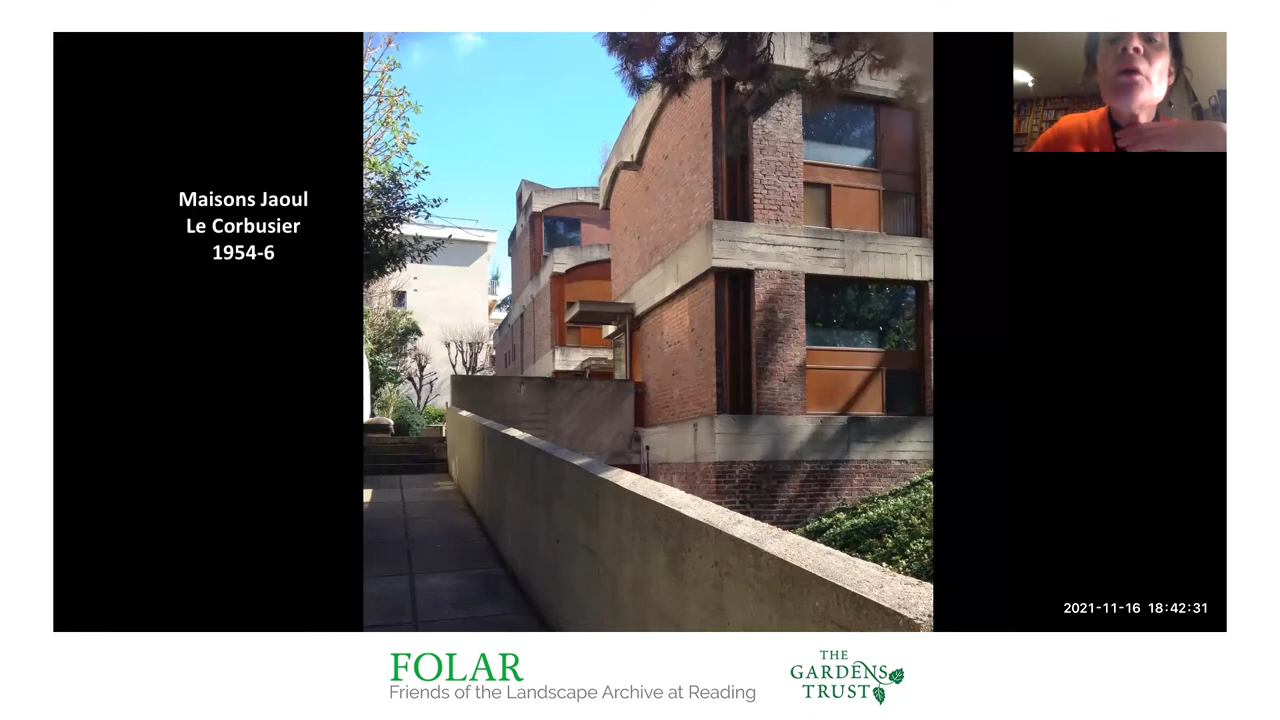 Maisons Jaoul
Le Corbusier
1954-6
2021-11-16 18:42:31
FOLAR
Friends of the Landscape Archive at Reading
THE
GARDENS
TRUST